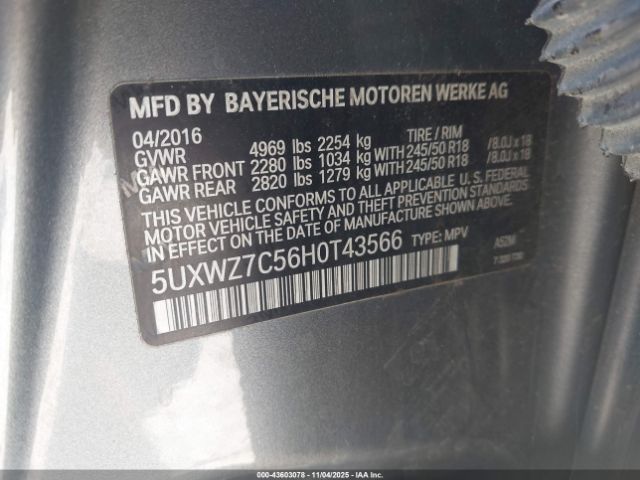 MFD BY BAYERISCHE MOTOREN WERKE AG
04/2016
GVWR 4969 lbs 2254 kg TIRE / RIM
GAWR FRONT 2280 lbs 1034 kg WITH 245/50 R18 / 8.0J x 18
GAWR REAR 2820 lbs 1279 kg WITH 245/50 R18 / 8.0J x 18
THIS VEHICLE CONFORMS TO ALL APPLICABLE U. S. FEDERAL
MOTOR VEHICLE SAFETY AND THEFT PREVENTION STANDARDS
IN EFFECT ON THE DATE OF MANUFACTURE SHOWN ABOVE.
5UXWZ7C56H0T43566 TYPE: MPV
000-43603078 - 11/04/2025 - IAAI, Inc.